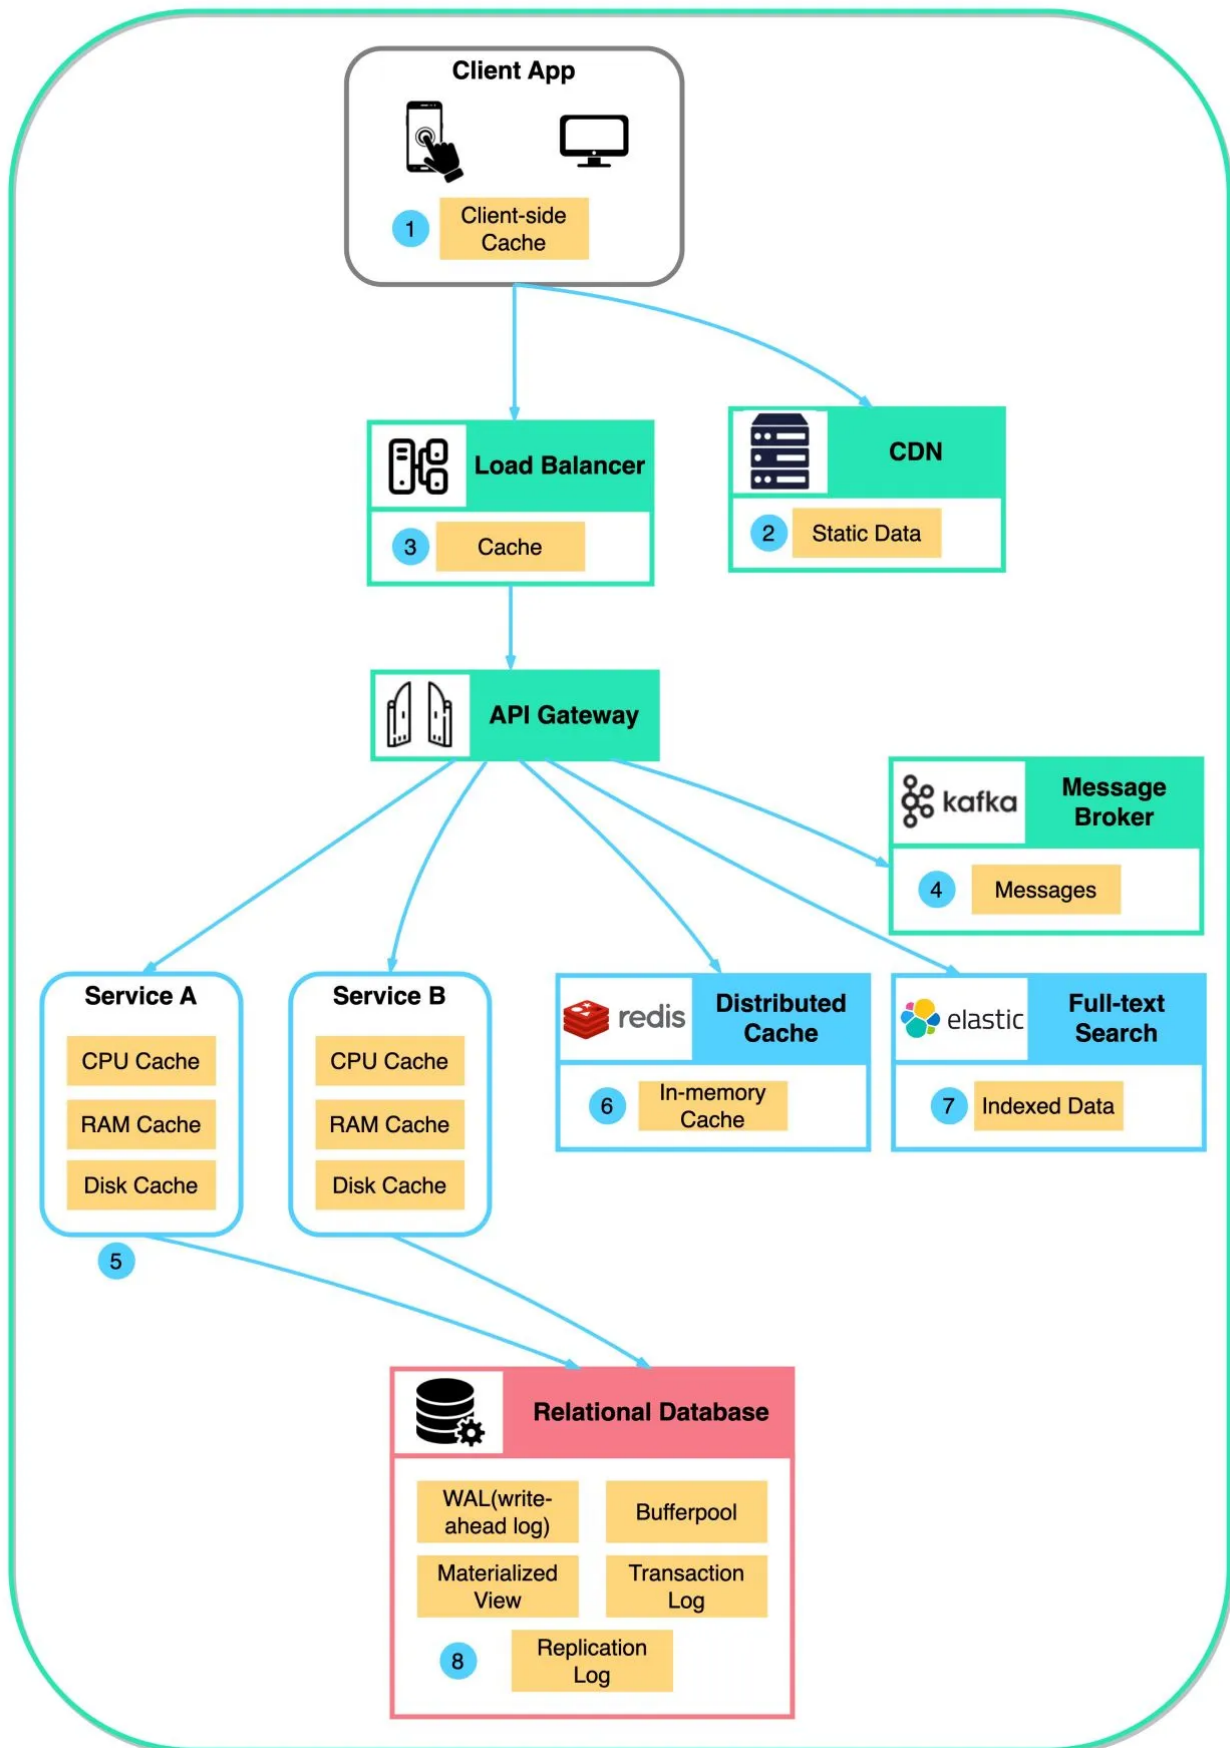 Client App
1
Client-side
Cache
Load Balancer
3
Cache
CDN
2
Static Data
API Gateway
kafka
Message
Broker
4
Messages
Service A
CPU Cache
RAM Cache
Disk Cache
5
Service B
CPU Cache
RAM Cache
Disk Cache
redis
Distributed
Cache
6
In-memory
Cache
elastic
Full-text
Search
7
Indexed Data
Relational Database
WAL(write-
ahead log)
Bufferpool
Materialized
View
Transaction
Log
8
Replication
Log